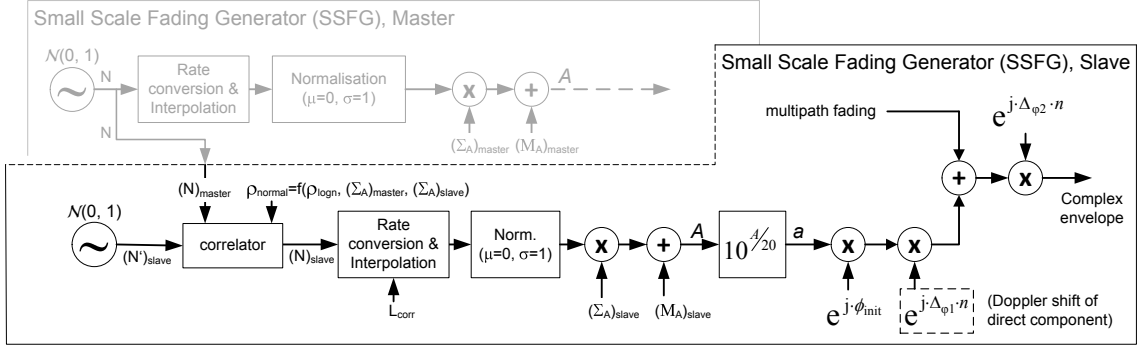 Small Scale Fading Generator (SSFG), Master
𝒩(0, 1)
N
Rate conversion & Interpolation
Normalisation (μ=0, σ=1)
x
+
A
N
(Σ_A)_master
(M_A)_master
Small Scale Fading Generator (SSFG), Slave
multipath fading
e^{j·Δ_φ2·n}
+
x
Complex envelope
(N)_master
ρ_normal=f(ρ_logn, (Σ_A)_master, (Σ_A)_slave)
𝒩(0, 1)
(N')_slave
correlator
(N)_slave
Rate conversion & Interpolation
Norm. (μ=0, σ=1)
x
+
A
10^{A/20}
a
x
x
L_corr
(Σ_A)_slave
(M_A)_slave
e^{j·ϕ_init}
e^{j·Δ_φ1·n}
(Doppler shift of direct component)